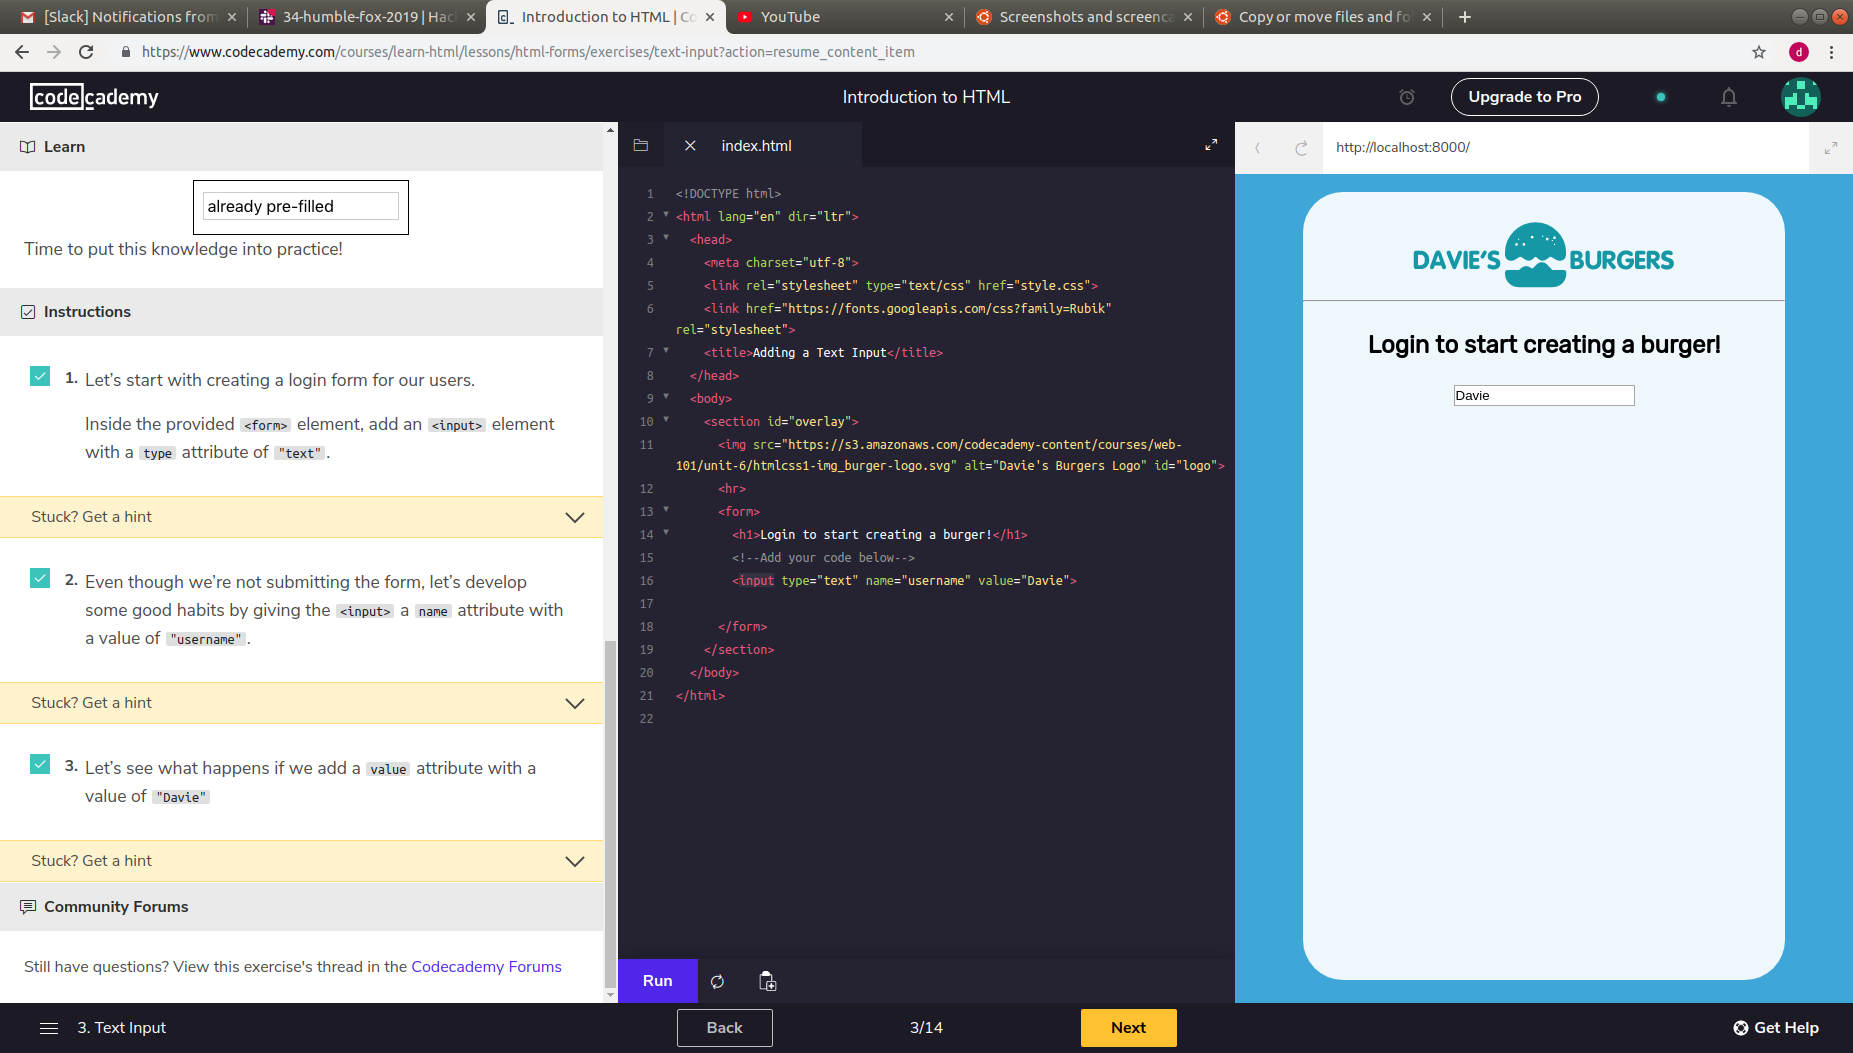 [Slack] Notifications from
34-humble-fox-2019 | Hac
Introduction to HTML | Co
YouTube
Screenshots and screenca
Copy or move files and fo
https://www.codecademy.com/courses/learn-html/lessons/html-forms/exercises/text-input?action=resume_content_item
d
codecademy
Introduction to HTML
Upgrade to Pro
Learn
already pre-filled
Time to put this knowledge into practice!
Instructions
1. Let's start with creating a login form for our users.
Inside the provided <form> element, add an <input> element
with a type attribute of "text".
Stuck? Get a hint
2. Even though we're not submitting the form, let's develop
some good habits by giving the <input> a name attribute with
a value of "username".
Stuck? Get a hint
3. Let's see what happens if we add a value attribute with a
value of "Davie"
Stuck? Get a hint
Community Forums
Still have questions? View this exercise's thread in the Codecademy Forums
index.html
1 <!DOCTYPE html>
2 <html lang="en" dir="ltr">
3 <head>
4 <meta charset="utf-8">
5 <link rel="stylesheet" type="text/css" href="style.css">
6 <link href="https://fonts.googleapis.com/css?family=Rubik"
rel="stylesheet">
7 <title>Adding a Text Input</title>
8 </head>
9 <body>
10 <section id="overlay">
11 <img src="https://s3.amazonaws.com/codecademy-content/courses/web-
101/unit-6/htmlcss1-img_burger-logo.svg" alt="Davie's Burgers Logo" id="logo">
12 <hr>
13 <form>
14 <h1>Login to start creating a burger!</h1>
15 <!--Add your code below-->
16 <input type="text" name="username" value="Davie">
17
18 </form>
19 </section>
20 </body>
21 </html>
22
Run
http://localhost:8000/
DAVIE'S BURGERS
Login to start creating a burger!
Davie
3. Text Input
Back
3/14
Next
Get Help